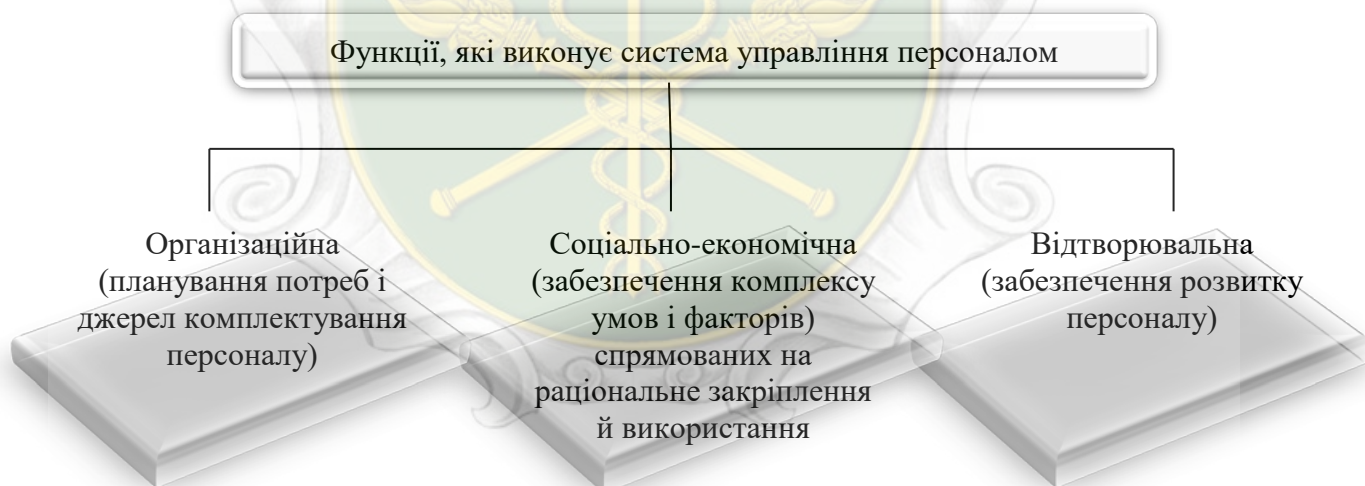 Функції, які виконує система управління персоналом
Організаційна
(планування потреб і
джерел комплектування
персоналу)
Соціально-економічна
(забезпечення комплексу
умов і факторів)
спрямованих на
раціональне закріплення
й використання
Відтворювальна
(забезпечення розвитку
персоналу)